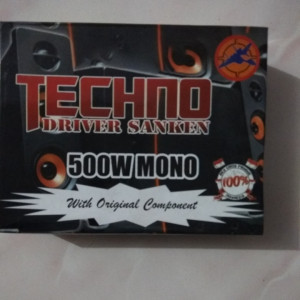 TECHNO
DRIVER SANKEN
500W MONO
With Original Component
100%